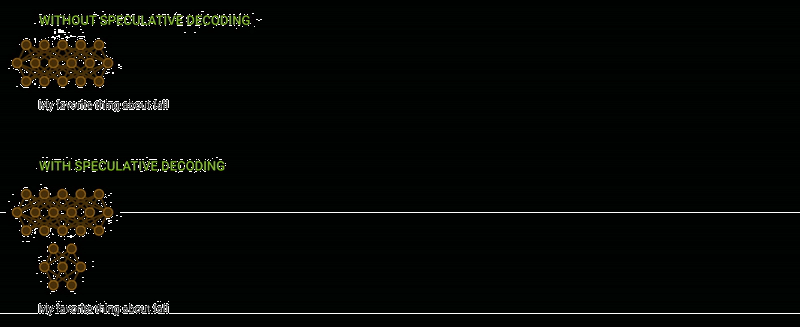 WITHOUT SPECULATIVE DECODING
My favorite thing about fall
WITH SPECULATIVE DECODING
My favorite thing about fall